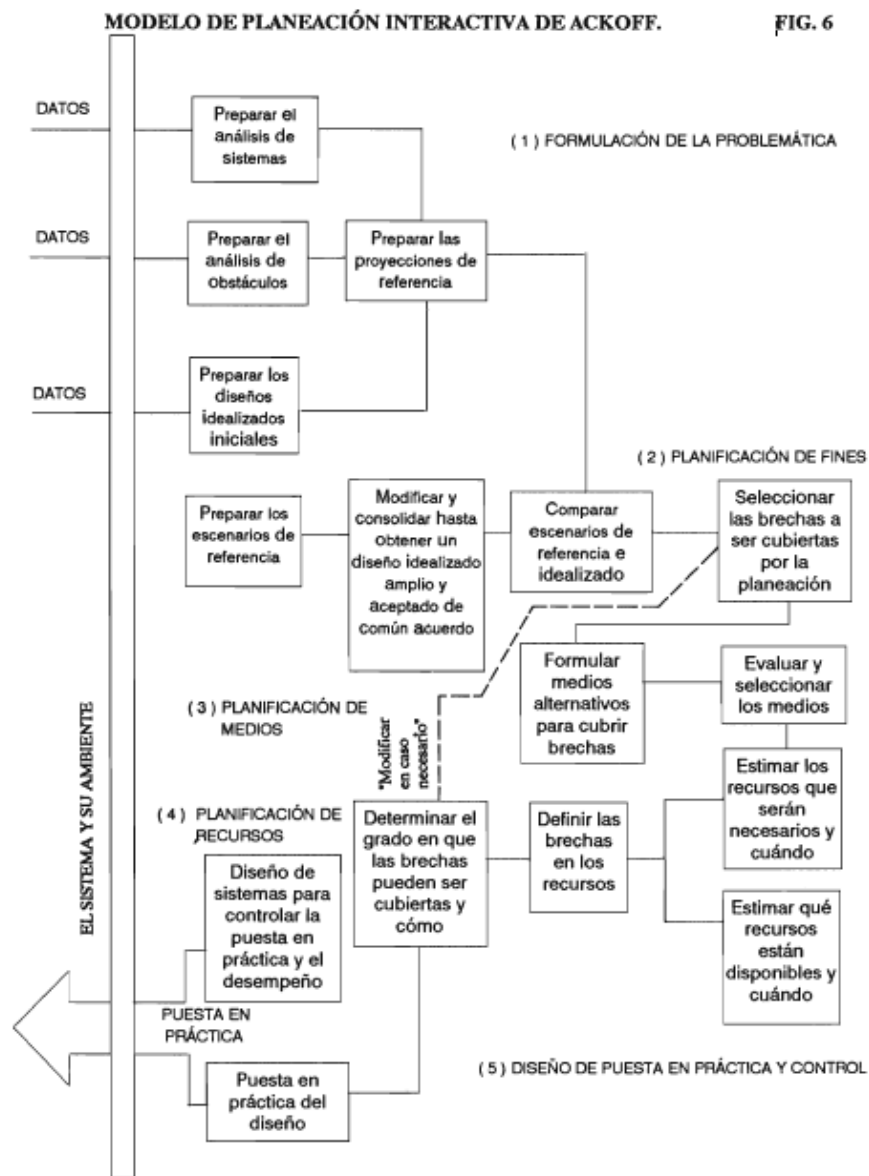 MODELO DE PLANEACIÓN INTERACTIVA DE ACKOFF.
FIG. 6
DATOS
Preparar el
análisis de
sistemas
( 1 ) FORMULACIÓN DE LA PROBLEMÁTICA
DATOS
Preparar el
análisis de
obstáculos
Preparar las
proyecciones de
referencia
DATOS
Preparar los
diseños
idealizados
iniciales
( 2 ) PLANIFICACIÓN DE FINES
Preparar los
escenarios de
referencia
Modificar y
consolidar hasta
obtener un
diseño idealizado
amplio y
aceptado de
común acuerdo
Comparar
escenarios de
referencia e
idealizado
Seleccionar
las brechas a
ser cubiertas
por la
planeación
( 3 ) PLANIFICACIÓN DE
MEDIOS
"Modificar
en caso
necesario"
Formular
medios
alternativos
para cubrir
brechas
Evaluar y
seleccionar
los medios
EL SISTEMA Y SU AMBIENTE
( 4 ) PLANIFICACIÓN DE
RECURSOS
Diseño de
sistemas para
controlar la
puesta en
práctica y el
desempeño
Determinar el
grado en que
las brechas
pueden ser
cubiertas y
cómo
Definir las
brechas
en los
recursos
Estimar los
recursos que
serán
necesarios y
cuándo
Estimar qué
recursos
están
disponibles y
cuándo
PUESTA EN
PRÁCTICA
Puesta en
práctica del
diseño
( 5 ) DISEÑO DE PUESTA EN PRÁCTICA Y CONTROL